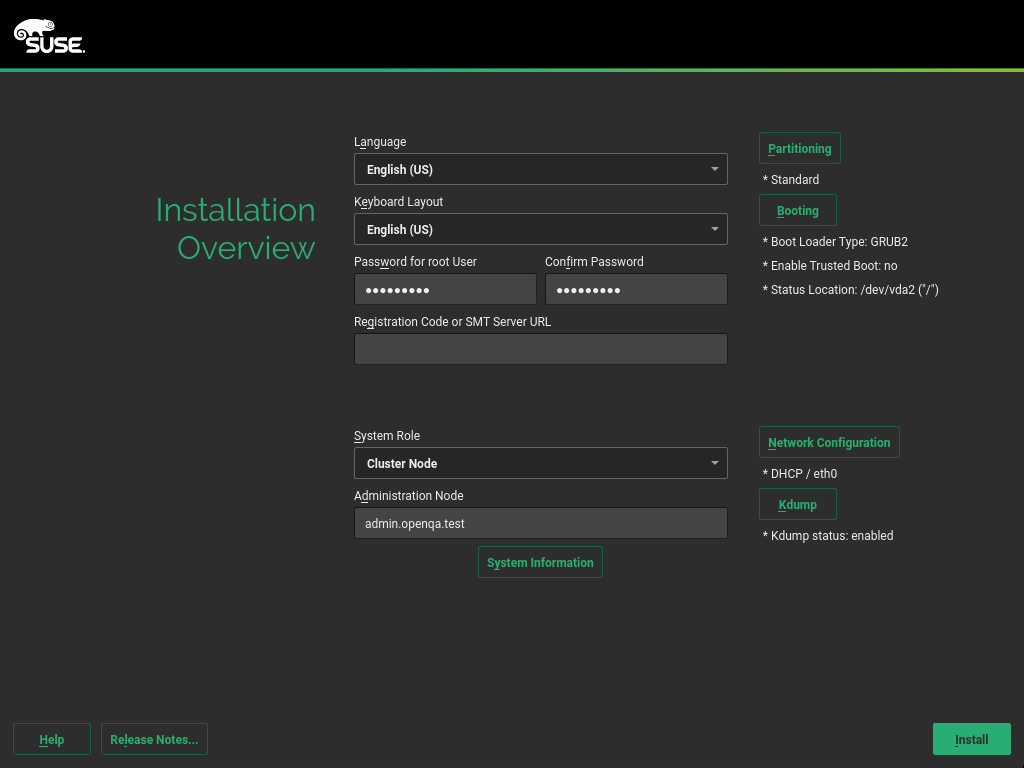 SUSE.
Installation
Overview
Language
English (US)
Keyboard Layout
English (US)
Password for root User
Confirm Password
●●●●●●●●●
●●●●●●●●●
Registration Code or SMT Server URL
System Role
Cluster Node
Administration Node
admin.openqa.test
System Information
Partitioning
* Standard
Booting
* Boot Loader Type: GRUB2
* Enable Trusted Boot: no
* Status Location: /dev/vda2 ("/")
Network Configuration
* DHCP / eth0
Kdump
* Kdump status: enabled
Help
Release Notes...
Install